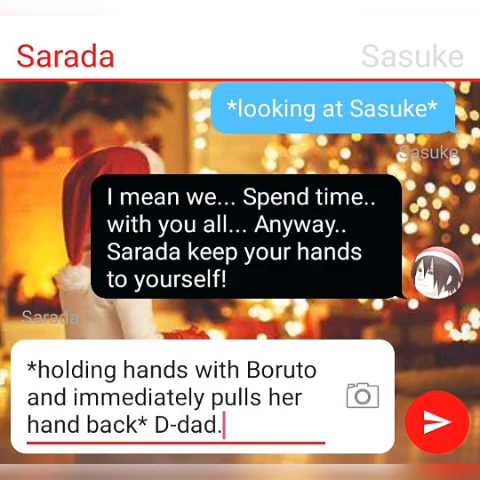 Sarada Sasuke
*looking at Sasuke*
Sasuke
I mean we... Spend time..
with you all... Anyway..
Sarada keep your hands
to yourself!
Sarada
*holding hands with Boruto
and immediately pulls her
hand back* D-dad.